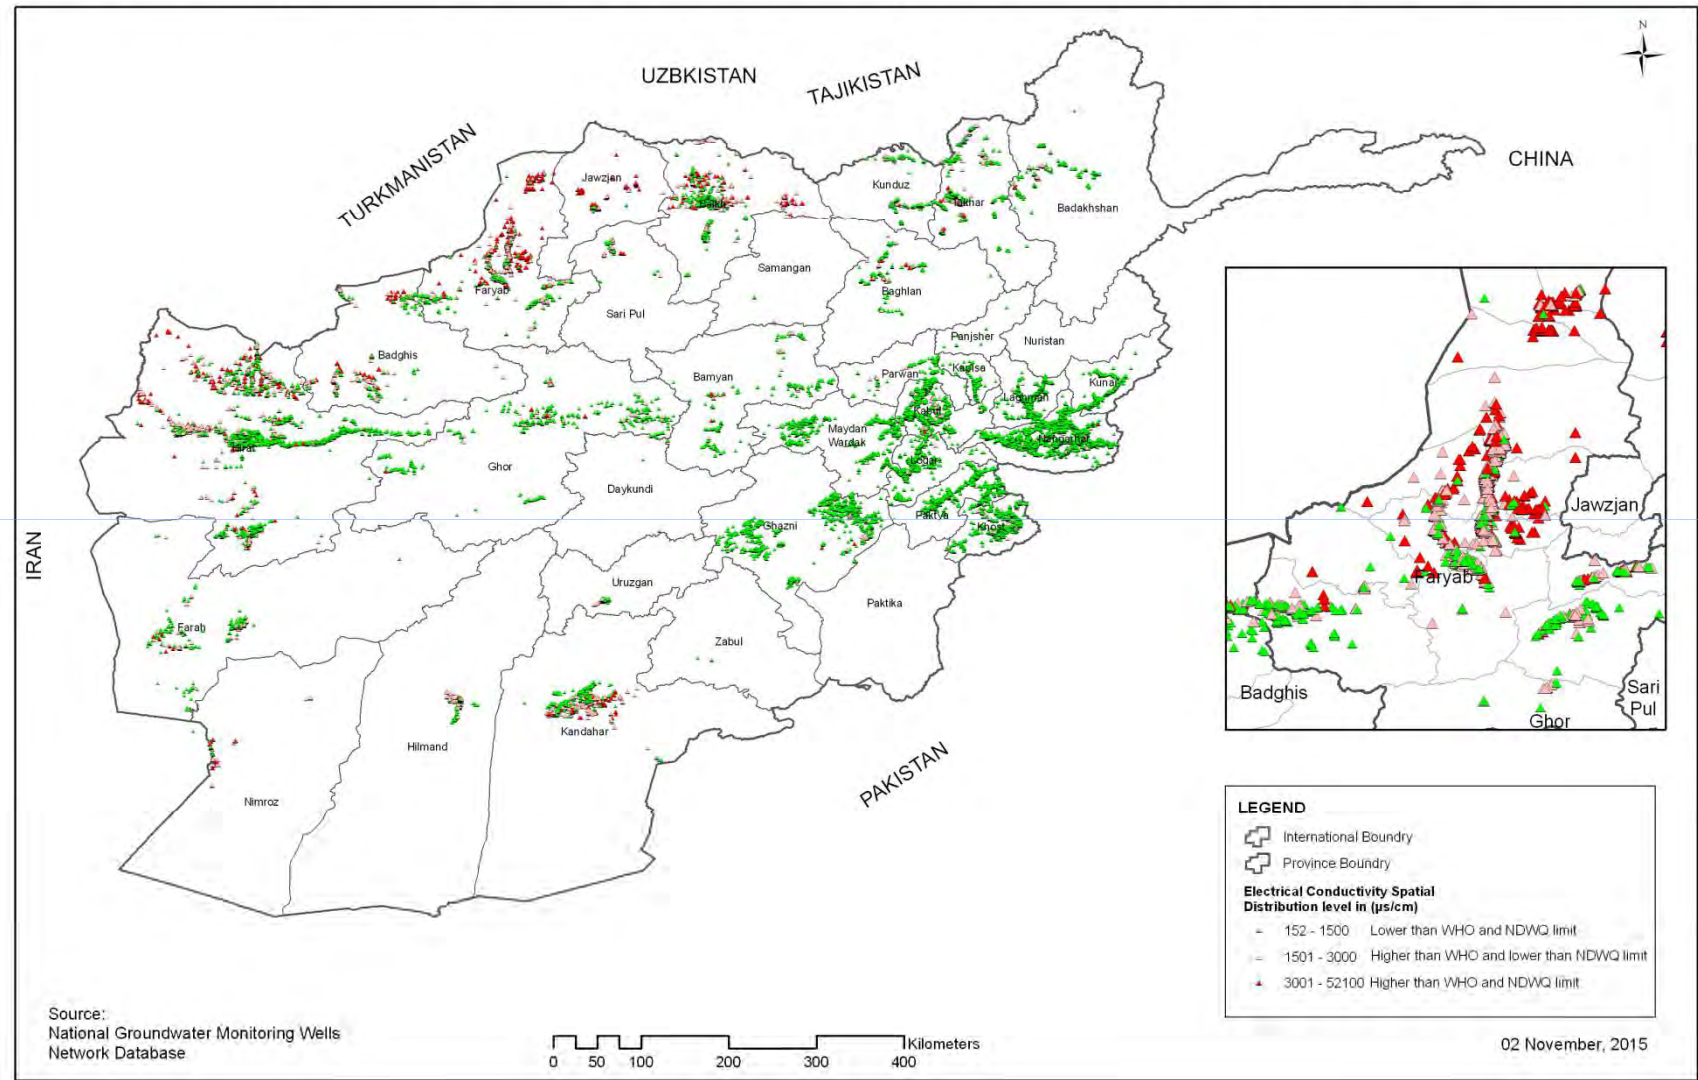 N
UZBKISTAN
TAJIKISTAN
TURKMANISTAN
CHINA
IRAN
PAKISTAN
Jawzjan
Balkh
Kunduz
Takhar
Badakhshan
Samangan
Faryab
Baghlan
Sari Pul
Panjsher
Nuristan
Badghis
Bamyan
Parwan
Kapisa
Kunar
Laghman
Kabul
Maydan
Wardak
Nangarhar
Hirat
Logar
Ghor
Daykundi
Ghazni
Paktya
Khost
Uruzgan
Paktika
Farah
Zabul
Kandahar
Hilmand
Nimroz
Jawzjan
Faryab
Badghis
Sari
Pul
Ghor
LEGEND
International Boundry
Province Boundry
Electrical Conductivity Spatial
Distribution level in (µs/cm)
152 - 1500 Lower than WHO and NDWQ limit
1501 - 3000 Higher than WHO and lower than NDWQ limit
3001 - 52100 Higher than WHO and NDWQ limit
Source:
National Groundwater Monitoring Wells
Network Database
Kilometers
0 50 100 200 300 400
02 November, 2015